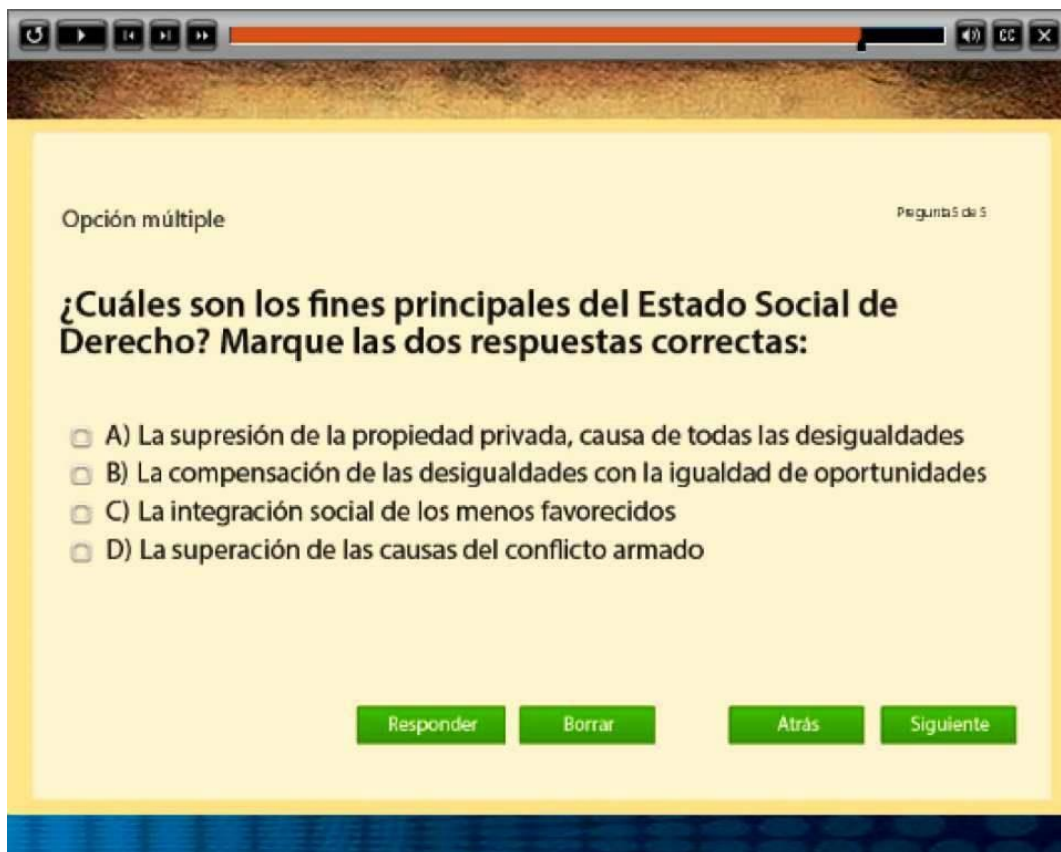 CC
Opción múltiple
Pregunta 5 de 5
¿Cuáles son los fines principales del Estado Social de
Derecho? Marque las dos respuestas correctas:
A) La supresión de la propiedad privada, causa de todas las desigualdades
B) La compensación de las desigualdades con la igualdad de oportunidades
C) La integración social de los menos favorecidos
D) La superación de las causas del conflicto armado
Responder Borrar Atrás Siguiente